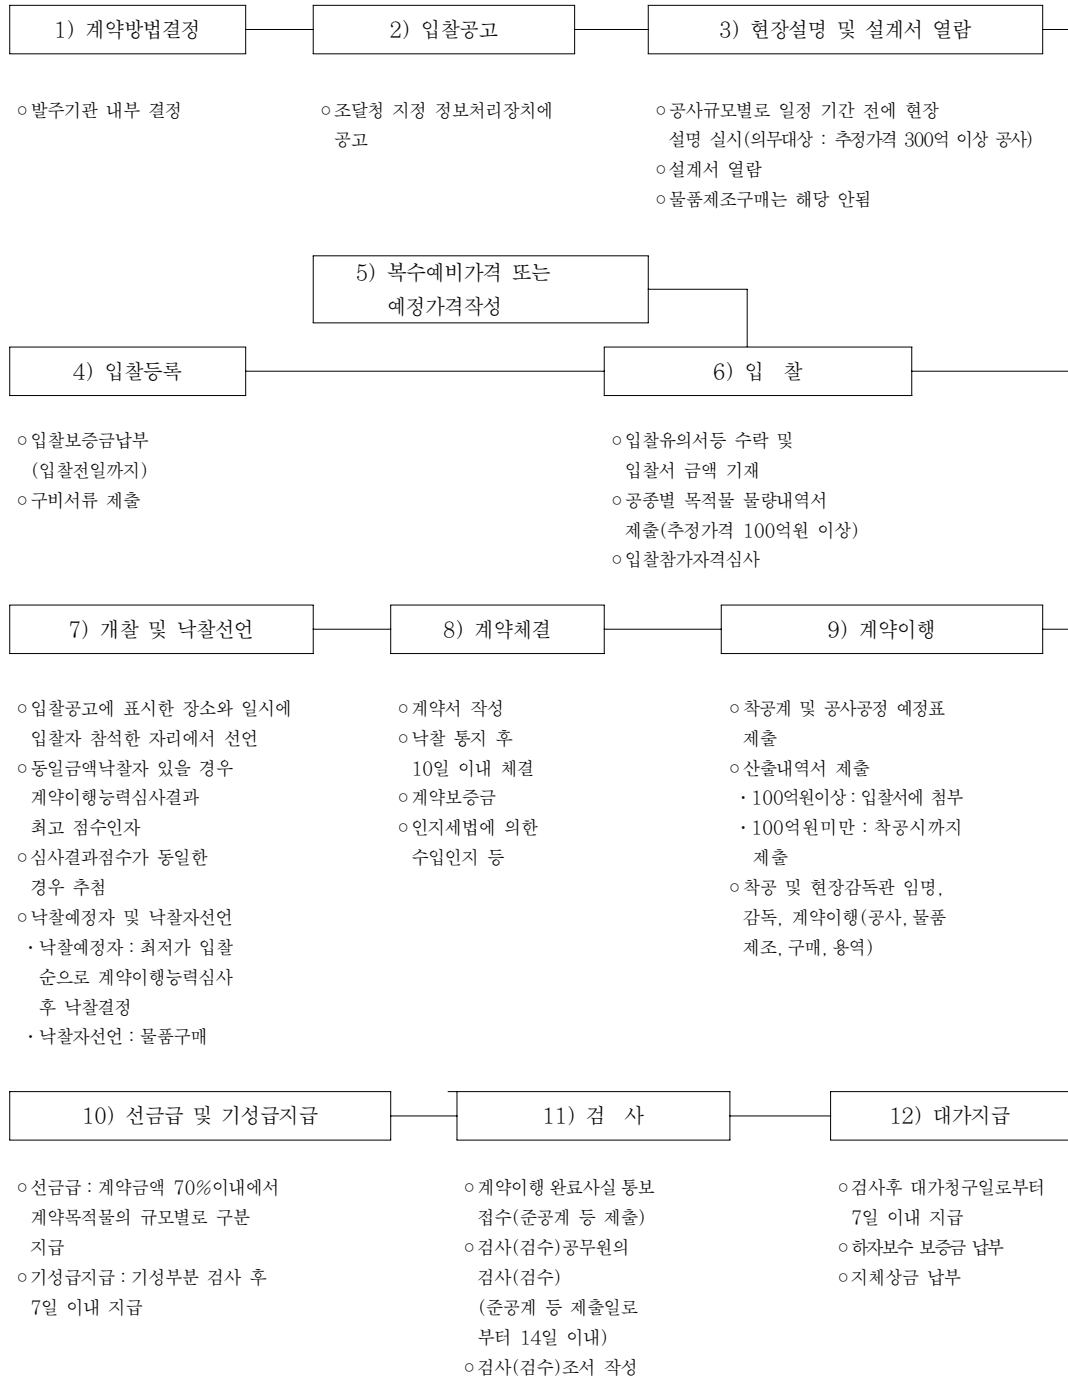 1) 계약방법결정
2) 입찰공고
3) 현장설명 및 설계서 열람
○발주기관 내부 결정
○조달청 지정 정보처리장치에
공고
○공사규모별로 일정 기간 전에 현장
설명 실시(의무대상 : 추정가격 300억 이상 공사)
○설계서 열람
○물품제조구매는 해당 안됨
5) 복수예비가격 또는
예정가격작성
4) 입찰등록
6) 입 찰
○입찰보증금납부
(입찰전일까지)
○구비서류 제출
○입찰유의서등 수락 및
입찰서 금액 기재
○공종별 목적물 물량내역서
제출(추정가격 100억원 이상)
○입찰참가자격심사
7) 개찰 및 낙찰선언
8) 계약체결
9) 계약이행
○입찰공고에 표시한 장소와 일시에
입찰자 참석한 자리에서 선언
○동일금액낙찰자 있을 경우
계약이행능력심사결과
최고 점수인자
○심사결과점수가 동일한
경우 추첨
○낙찰예정자 및 낙찰자선언
・낙찰예정자 : 최저가 입찰
순으로 계약이행능력심사
후 낙찰결정
・낙찰자선언 : 물품구매
○계약서 작성
○낙찰 통지 후
10일 이내 체결
○계약보증금
○인지세법에 의한
수입인지 등
○착공계 및 공사공정 예정표
제출
○산출내역서 제출
・100억원이상 : 입찰서에 첨부
・100억원미만 : 착공시까지
제출
○착공 및 현장감독관 임명,
감독, 계약이행(공사, 물품
제조, 구매, 용역)
10) 선금급 및 기성급지급
11) 검 사
12) 대가지급
○선금급 : 계약금액 70%이내에서
계약목적물의 규모별로 구분
지급
○기성급지급 : 기성부분 검사 후
7일 이내 지급
○계약이행 완료사실 통보
접수(준공계 등 제출)
○검사(검수)공무원의
검사(검수)
(준공계 등 제출일로
부터 14일 이내)
○검사(검수)조서 작성
○검사후 대가청구일로부터
7일 이내 지급
○하자보수 보증금 납부
○지체상금 납부